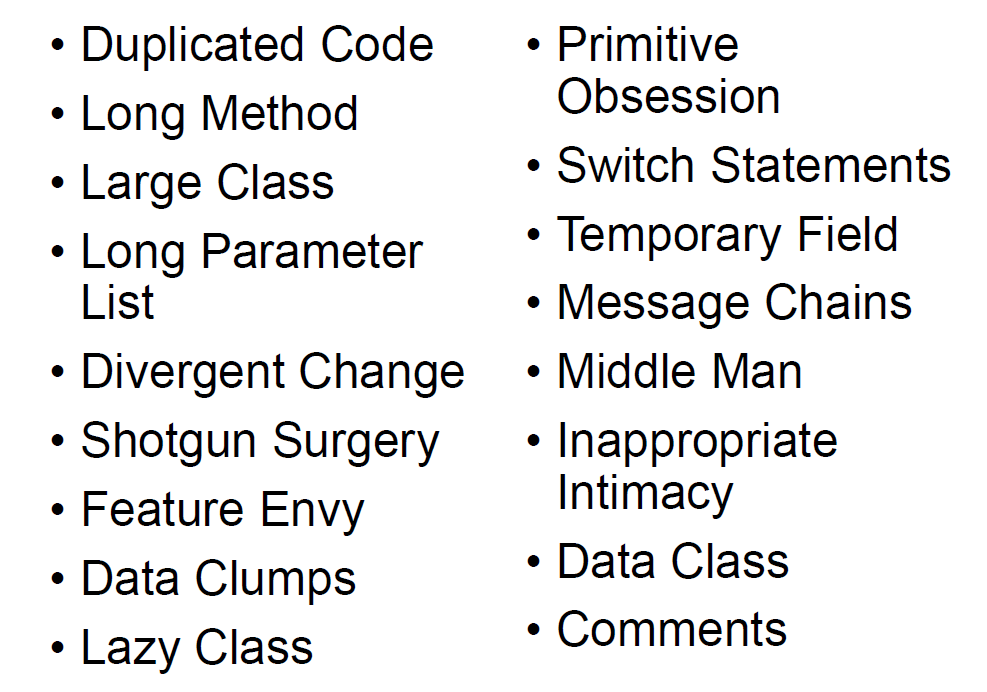 • Duplicated Code
• Long Method
• Large Class
• Long Parameter
List
• Divergent Change
• Shotgun Surgery
• Feature Envy
• Data Clumps
• Lazy Class
• Primitive
Obsession
• Switch Statements
• Temporary Field
• Message Chains
• Middle Man
• Inappropriate
Intimacy
• Data Class
• Comments